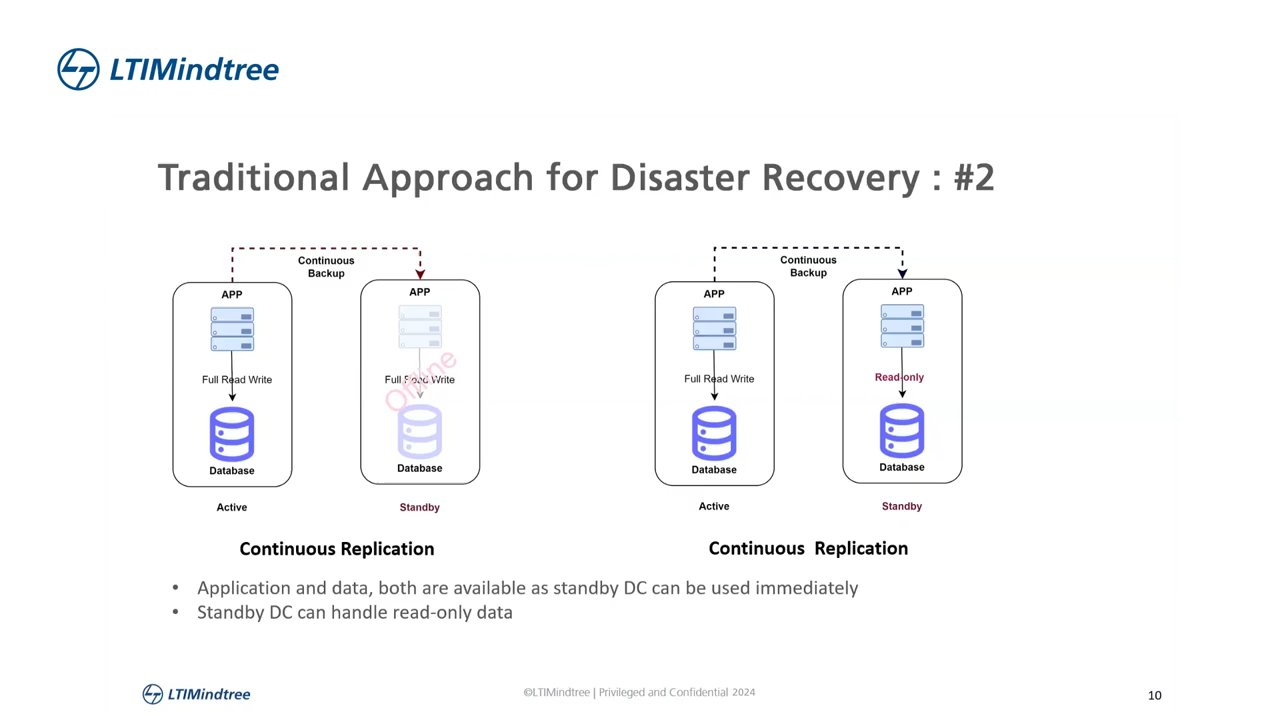 LTIMindtree
Traditional Approach for Disaster Recovery : #2
Continuous
Backup
APP
Full Read Write
Database
Active
APP
Full Read Write
Offline
Database
Standby
Continuous Replication
Continuous
Backup
APP
Full Read Write
Database
Active
APP
Read-only
Database
Standby
Continuous Replication
• Application and data, both are available as standby DC can be used immediately
• Standby DC can handle read-only data
LTIMindtree
©LTIMindtree | Privileged and Confidential 2024
10